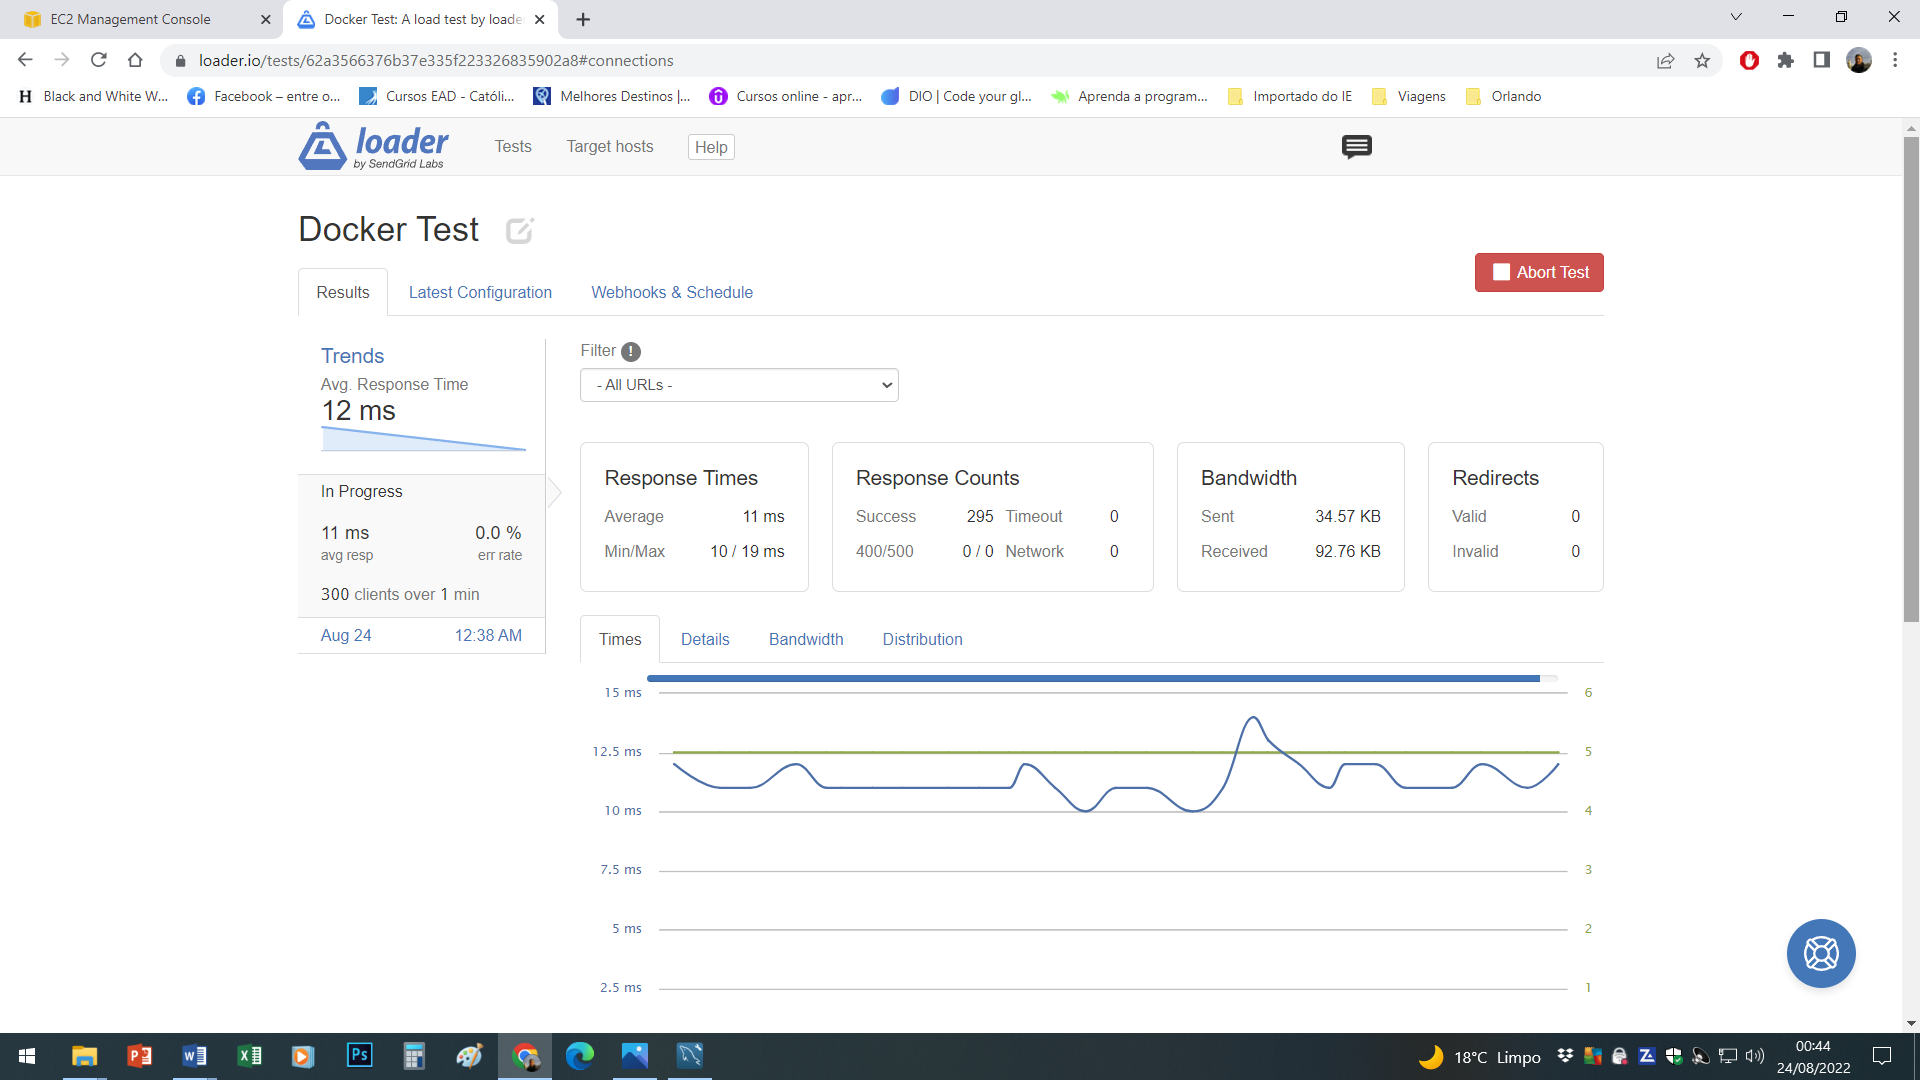 EC2 Management Console
Docker Test: A load test by loade
loader.io/tests/62a3566376b37e335f223326835902a8#connections
H Black and White W...
Facebook – entre o...
Cursos EAD - Católi...
Melhores Destinos |...
Cursos online - apr...
DIO | Code your gl...
Aprenda a program...
Importado do IE
Viagens
Orlando
loader
by SendGrid Labs
Tests
Target hosts
Help
Docker Test
Abort Test
Results
Latest Configuration
Webhooks & Schedule
Trends
Avg. Response Time
12 ms
In Progress
11 ms 0.0 %
avg resp err rate
300 clients over 1 min
Aug 24 12:38 AM
Filter !
- All URLs -
Response Times
Average 11 ms
Min/Max 10 / 19 ms
Response Counts
Success 295 Timeout 0
400/500 0 / 0 Network 0
Bandwidth
Sent 34.57 KB
Received 92.76 KB
Redirects
Valid 0
Invalid 0
Times
Details
Bandwidth
Distribution
15 ms 6
12.5 ms 5
10 ms 4
7.5 ms 3
5 ms 2
2.5 ms 1
Ps
18°C Limpo
00:44
24/08/2022